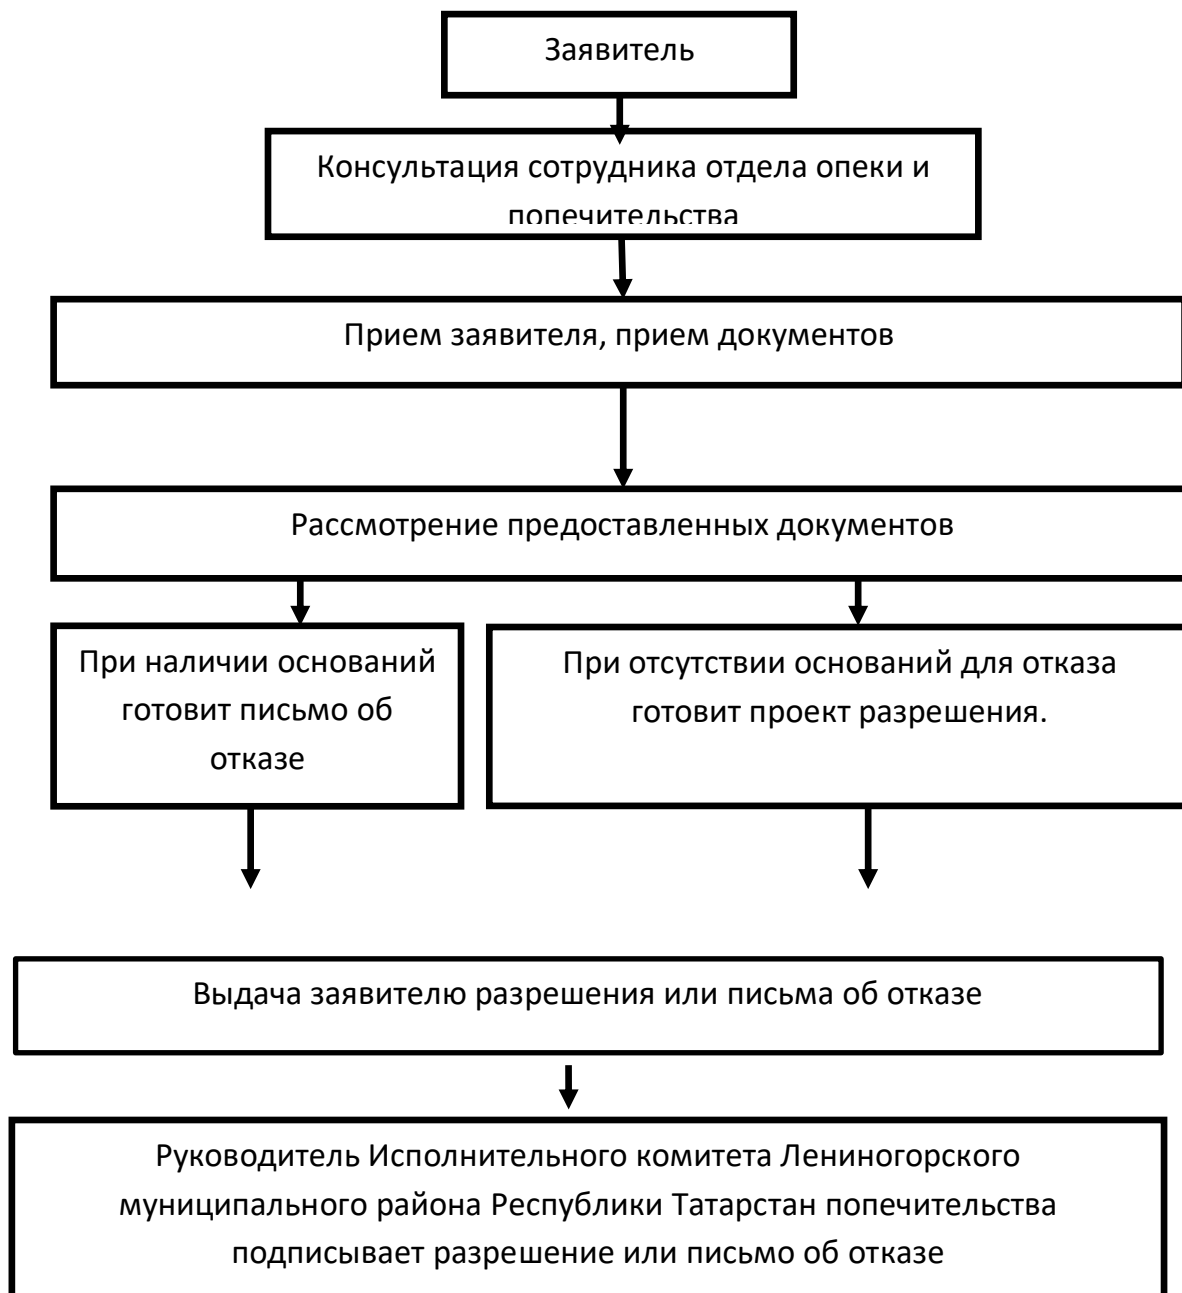 Заявитель
Консультация сотрудника отдела опеки и
попечительства
Прием заявителя, прием документов
Рассмотрение предоставленных документов
При наличии оснований
готовит письмо об
отказе
При отсутствии оснований для отказа
готовит проект разрешения.
Выдача заявителю разрешения или письма об отказе
Руководитель Исполнительного комитета Лениногорского
муниципального района Республики Татарстан попечительства
подписывает разрешение или письмо об отказе